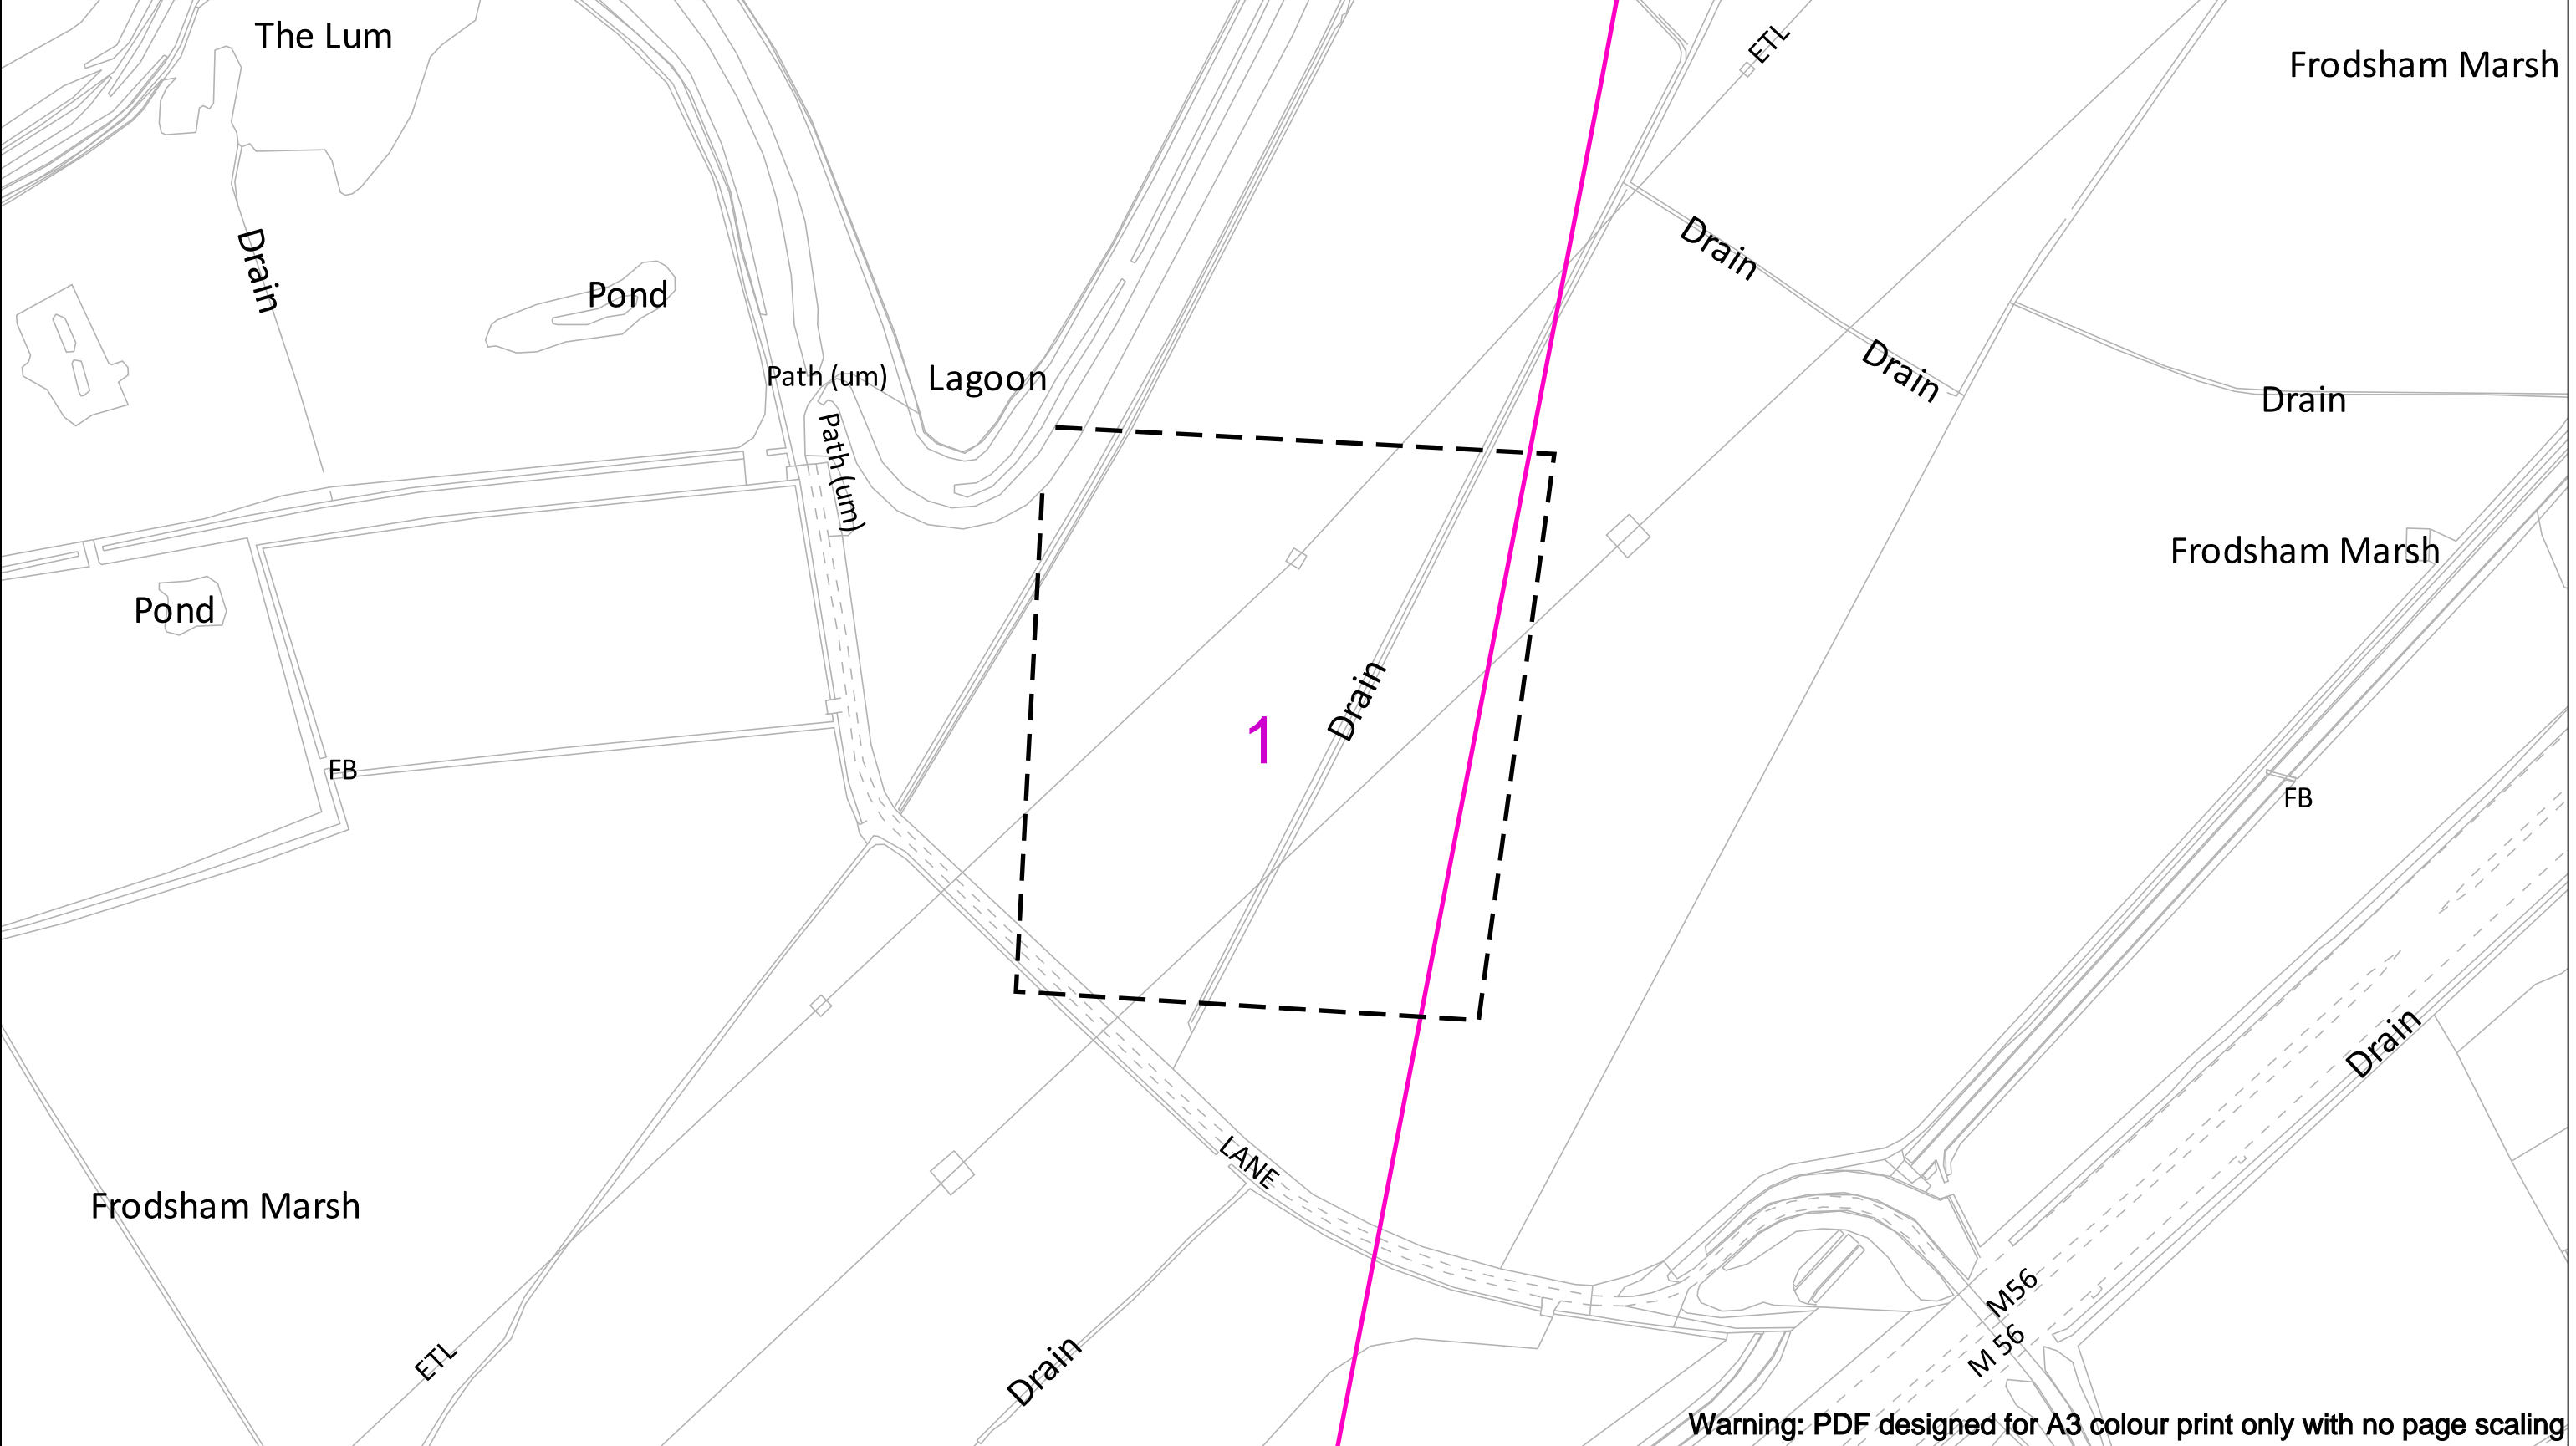 The Lum
ETL
Frodsham Marsh
Drain
Drain
Pond
Drain
Path (um)
Lagoon
Drain
Path (um)
Frodsham Marsh
Pond
Drain
1
FB
FB
Drain
LANE
Frodsham Marsh
M56
M 56
ETL
Drain
Warning: PDF designed for A3 colour print only with no page scaling